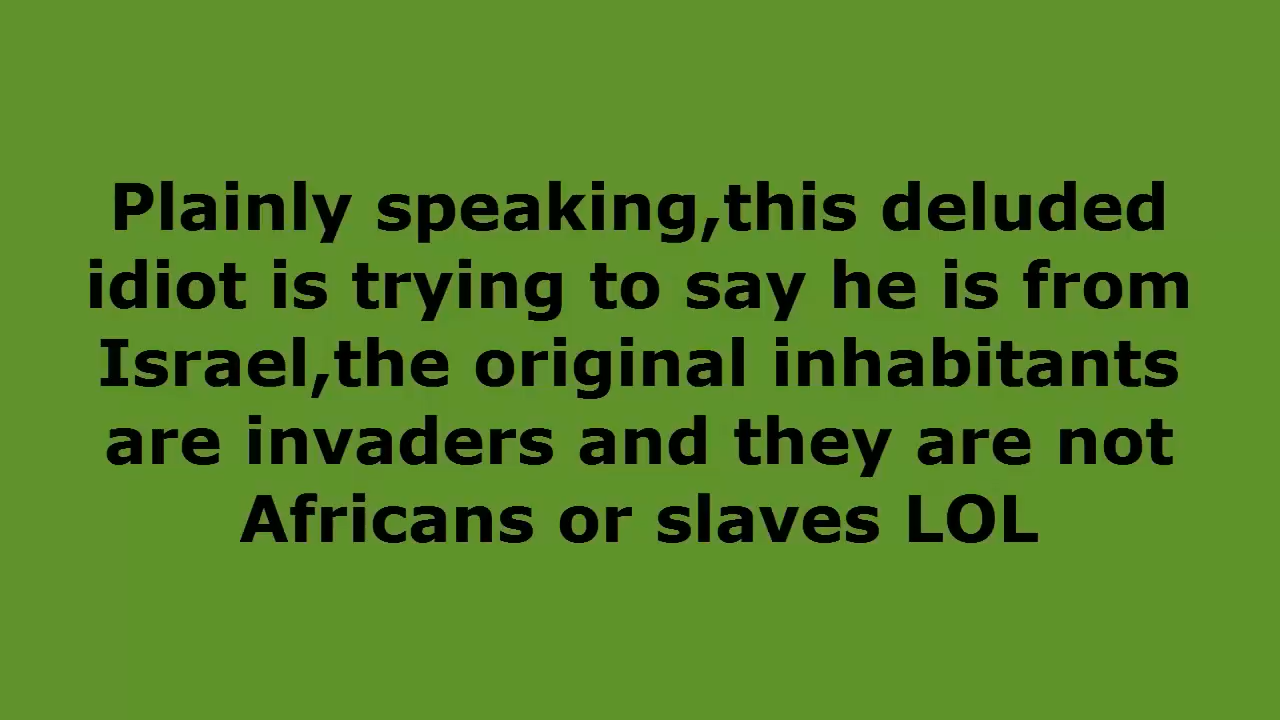 Plainly speaking,this deluded
idiot is trying to say he is from
Israel,the original inhabitants
are invaders and they are not
Africans or slaves LOL